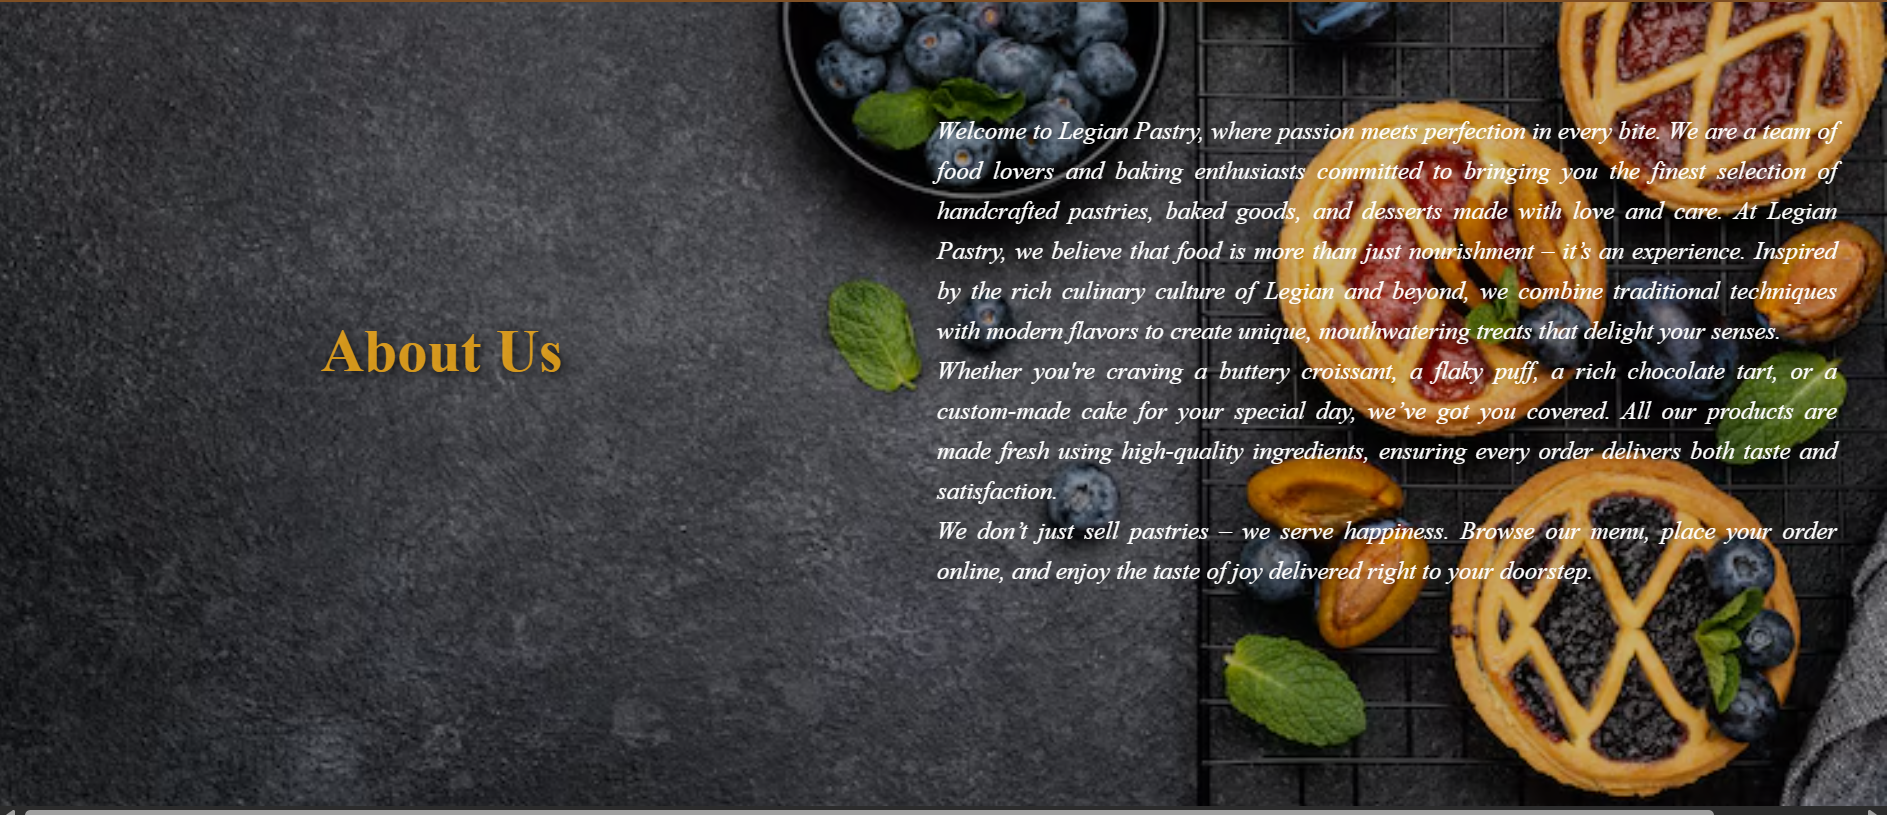 About Us
Welcome to Legian Pastry, where passion meets perfection in every bite. We are a team of
food lovers and baking enthusiasts committed to bringing you the finest selection of
handcrafted pastries, baked goods, and desserts made with love and care. At Legian
Pastry, we believe that food is more than just nourishment – it’s an experience. Inspired
by the rich culinary culture of Legian and beyond, we combine traditional techniques
with modern flavors to create unique, mouthwatering treats that delight your senses.
Whether you're craving a buttery croissant, a flaky puff, a rich chocolate tart, or a
custom-made cake for your special day, we’ve got you covered. All our products are
made fresh using high-quality ingredients, ensuring every order delivers both taste and
satisfaction.
We don’t just sell pastries – we serve happiness. Browse our menu, place your order
online, and enjoy the taste of joy delivered right to your doorstep.